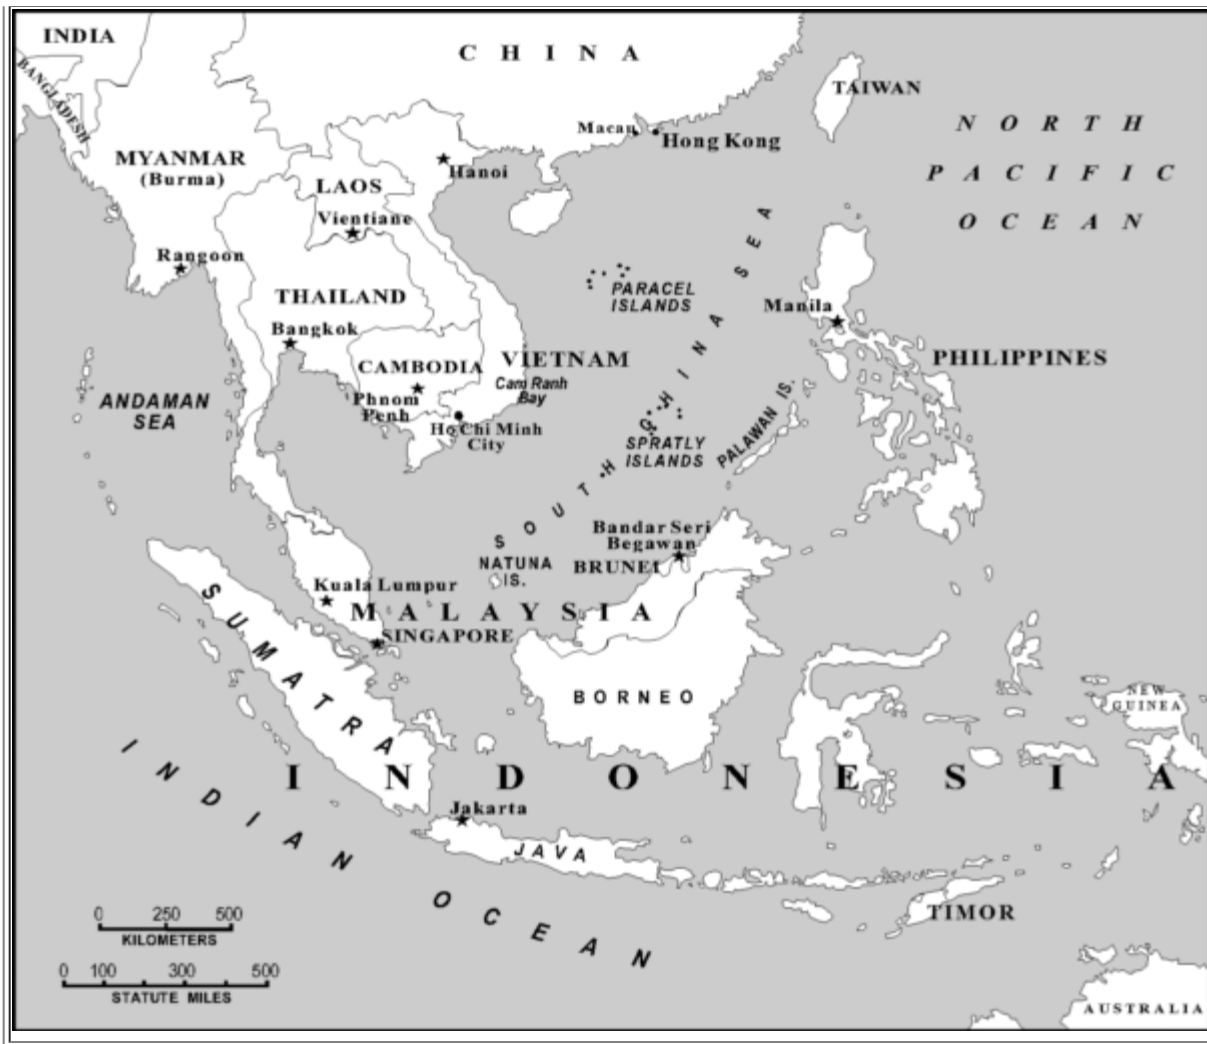 INDIA
CHINA
BANGLADESH
TAIWAN
Macau
Hong Kong
NORTH
PACIFIC
OCEAN
MYANMAR
(Burma)
Hanoi
LAOS
Vientiane
Rangoon
SOUTH CHINA SEA
PARACEL
ISLANDS
THAILAND
Manila
Bangkok
VIETNAM
PHILIPPINES
CAMBODIA
Cam Ranh
Bay
Phnom
Penh
ANDAMAN
SEA
Ho Chi Minh
City
SPRATLY
ISLANDS
PALAWAN IS.
Bandar Seri
Begawan
BRUNEI
NATUNA
IS.
Kuala Lumpur
MALAYSIA
SINGAPORE
SUMATRA
BORNEO
NEW
GUINEA
INDONESIA
INDIAN OCEAN
Jakarta
JAVA
TIMOR
0 250 500
KILOMETERS
0 100 300 500
STATUTE MILES
AUSTRALIA